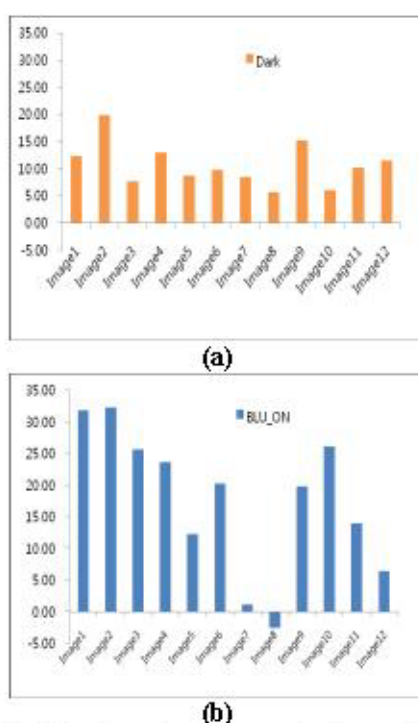 35.00
30.00
25.00
20.00
15.00
10.00
5.00
0.00
-5.00
Dark
Image1
Image2
Image3
Image4
Image5
Image6
Image7
Image8
Image9
Image10
Image11
Image12
(a)
35.00
30.00
25.00
20.00
15.00
10.00
5.00
0.00
-5.00
BLU_ON
Image1
Image2
Image3
Image4
Image5
Image6
Image7
Image8
Image9
Image10
Image11
Image12
(b)